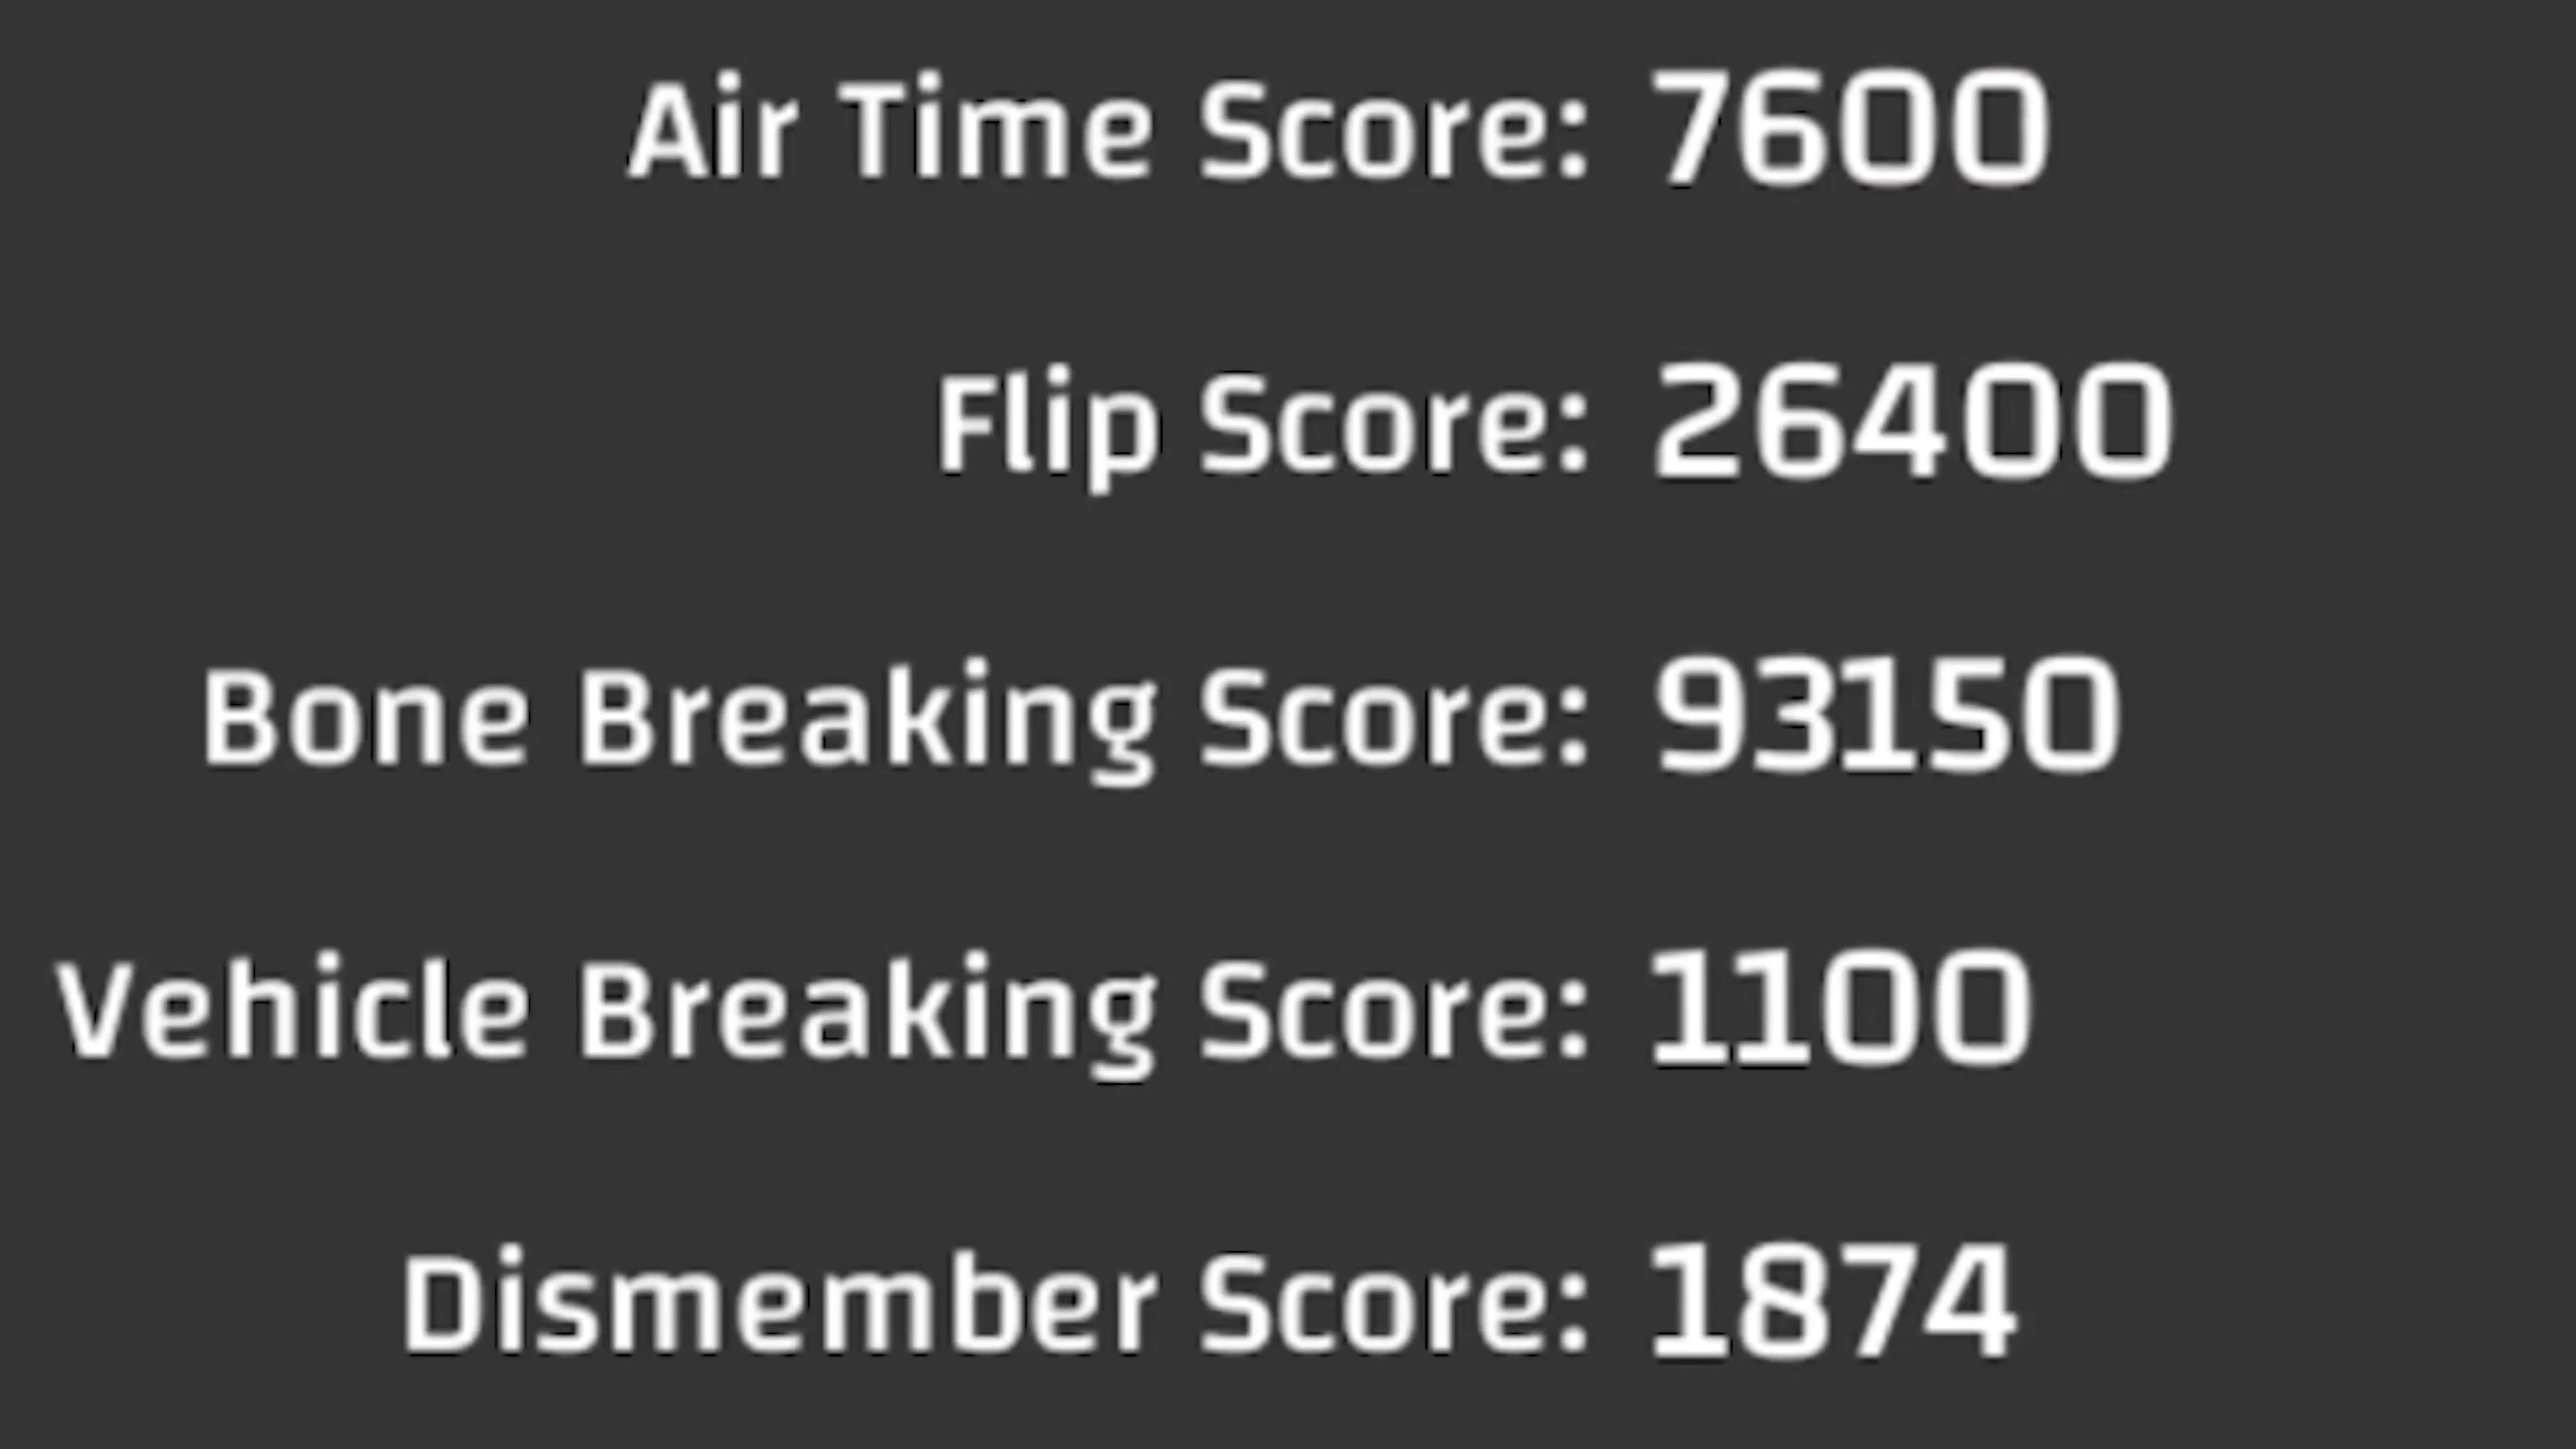 Air Time Score: 7600
Flip Score: 26400
Bone Breaking Score: 93150
Vehicle Breaking Score: 1100
Dismember Score: 1874